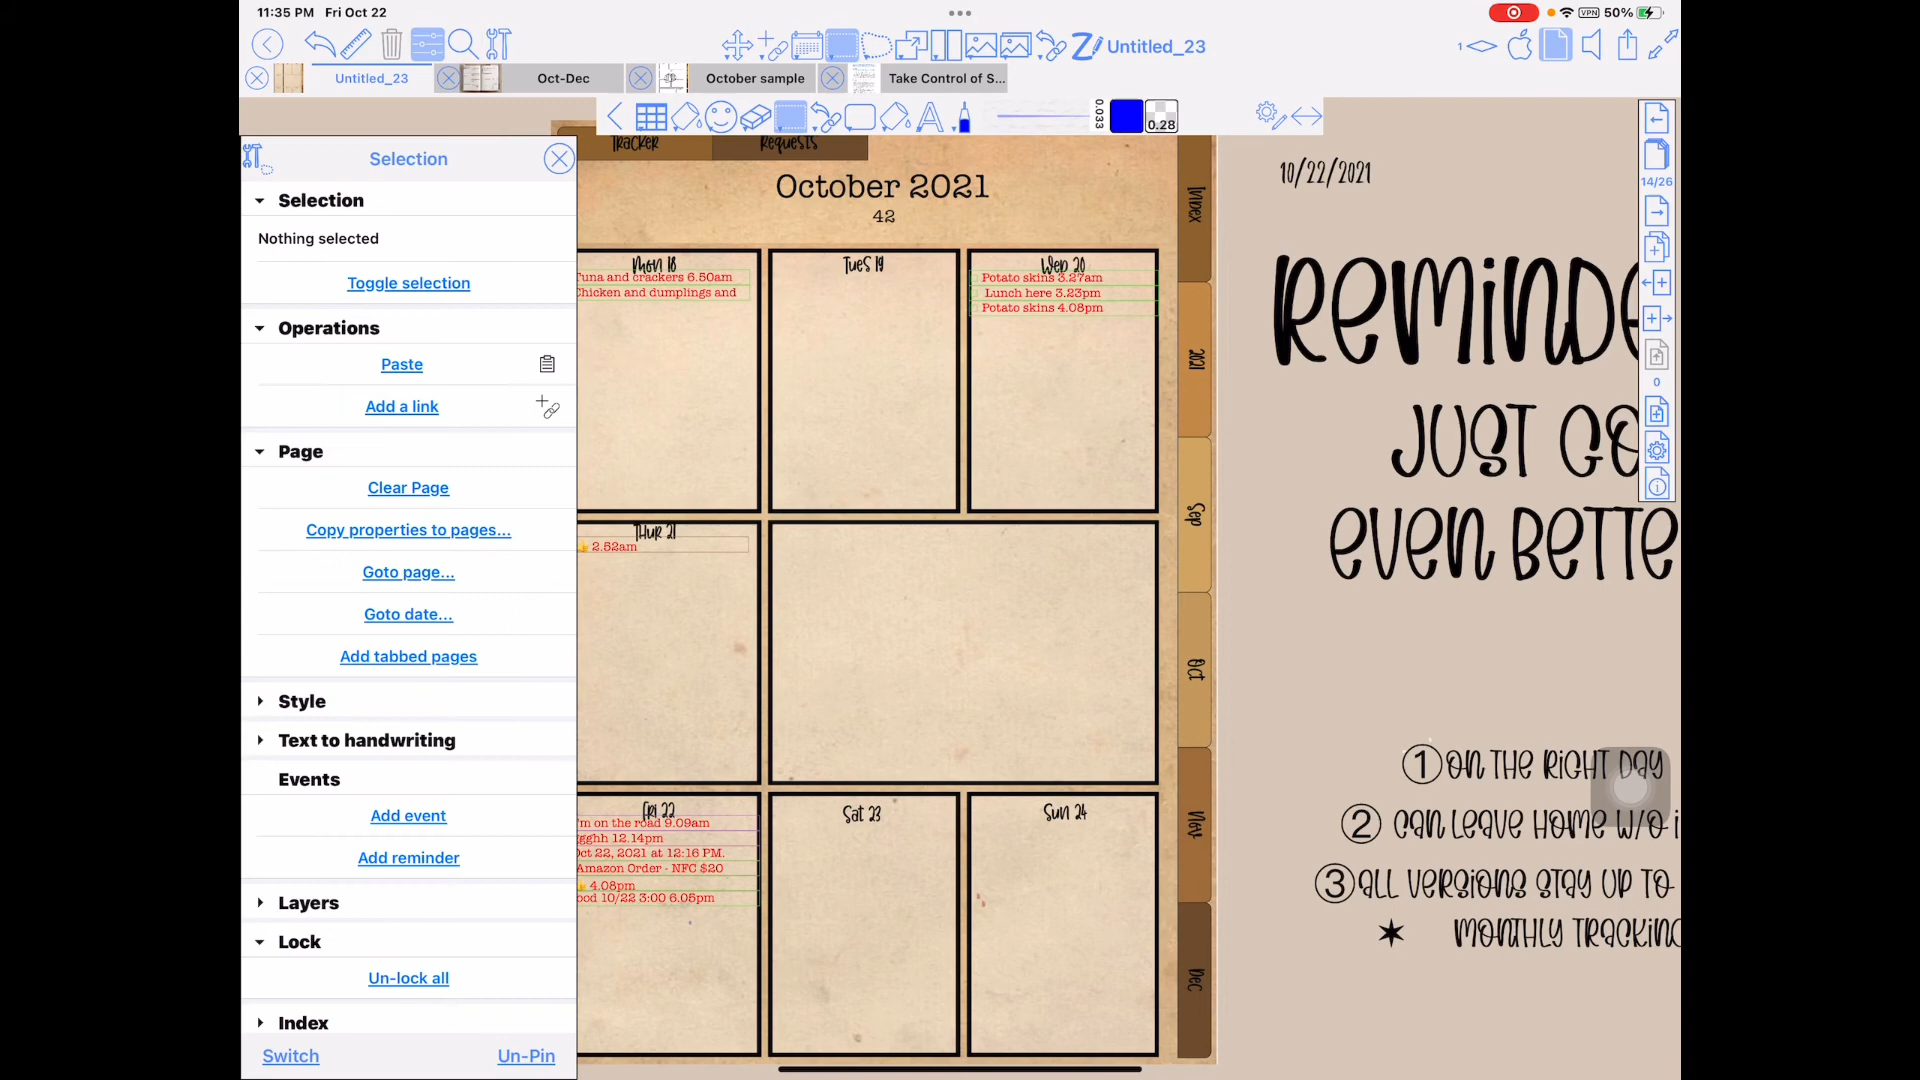 11:35 PM Fri Oct 22
VPN 50%
Untitled_23
1
Untitled_23
Oct-Dec
October sample
Take Control of S...
0.033
0.28
Selection
Selection
Nothing selected
Toggle selection
Operations
Paste
Add a link
Page
Clear Page
Copy properties to pages...
Goto page...
Goto date...
Add tabbed pages
Style
Text to handwriting
Events
Add event
Add reminder
Layers
Lock
Un-lock all
Index
Switch
Un-Pin
Tracker
Requests
October 2021
42
Mon 18
Tuna and crackers 6.50am
Chicken and dumplings and
Tues 19
Wed 20
Potato skins 3.27am
Lunch here 3.23pm
Potato skins 4.08pm
Thur 21
2.52am
Fri 22
I'm on the road 9.09am
ggghh 12.14pm
Oct 22, 2021 at 12:16 PM.
Amazon Order - NFC $20
4.08pm
ood 10/22 3:00 6.05pm
Sat 23
Sun 24
Index
2021
Sep
Oct
Nov
Dec
10/22/2021
Reminde
Just Go
Even Bette
1 On the right day
2 Can leave home w/o i
3 All versions stay up to
Monthly tracking
14/26
0